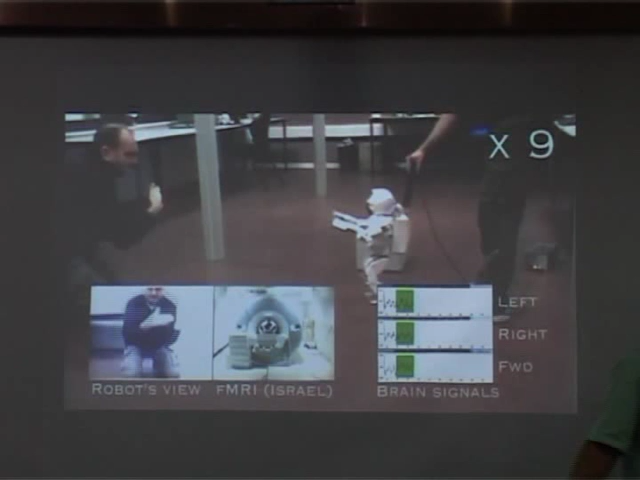 X 9
LEFT
RIGHT
FWD
ROBOT'S VIEW
FMRI (ISRAEL)
BRAIN SIGNALS